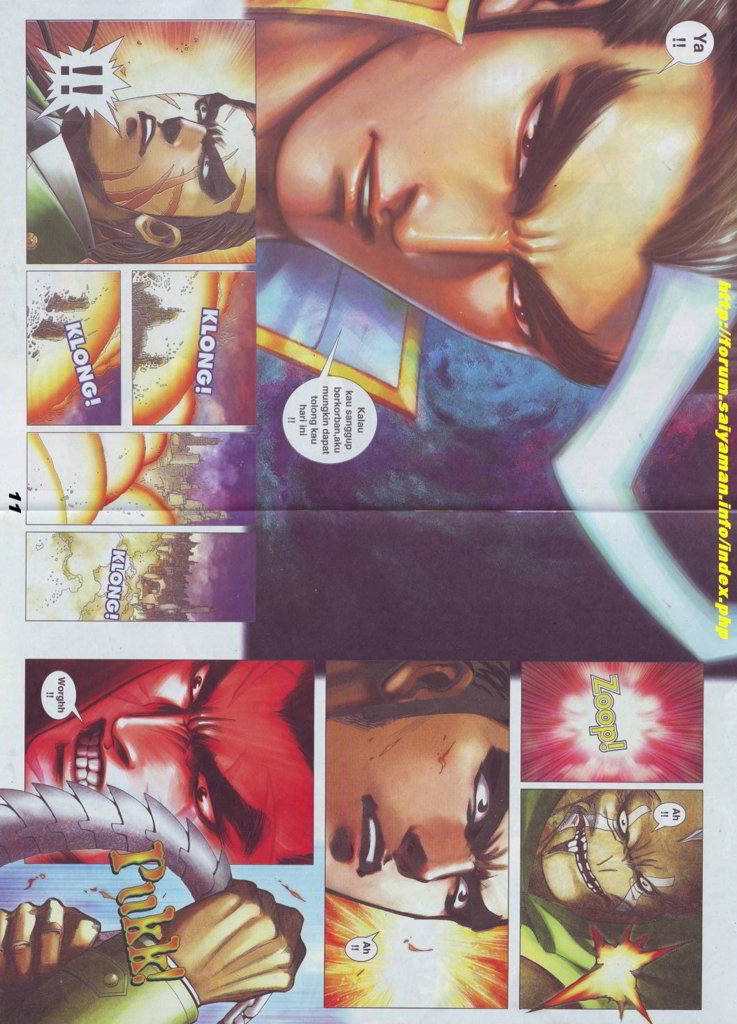 http://forum.saiyaman.info/index.php
Ya
!!
Kalau
kau sanggup
berkorban,aku
mungkin dapat
tolong kau
hari ini
!!
!!
KLONG!
KLONG!
KLONG!
Zoop!
Ah
!!
Ah
!!
Worghh
!!
Pukk!
11